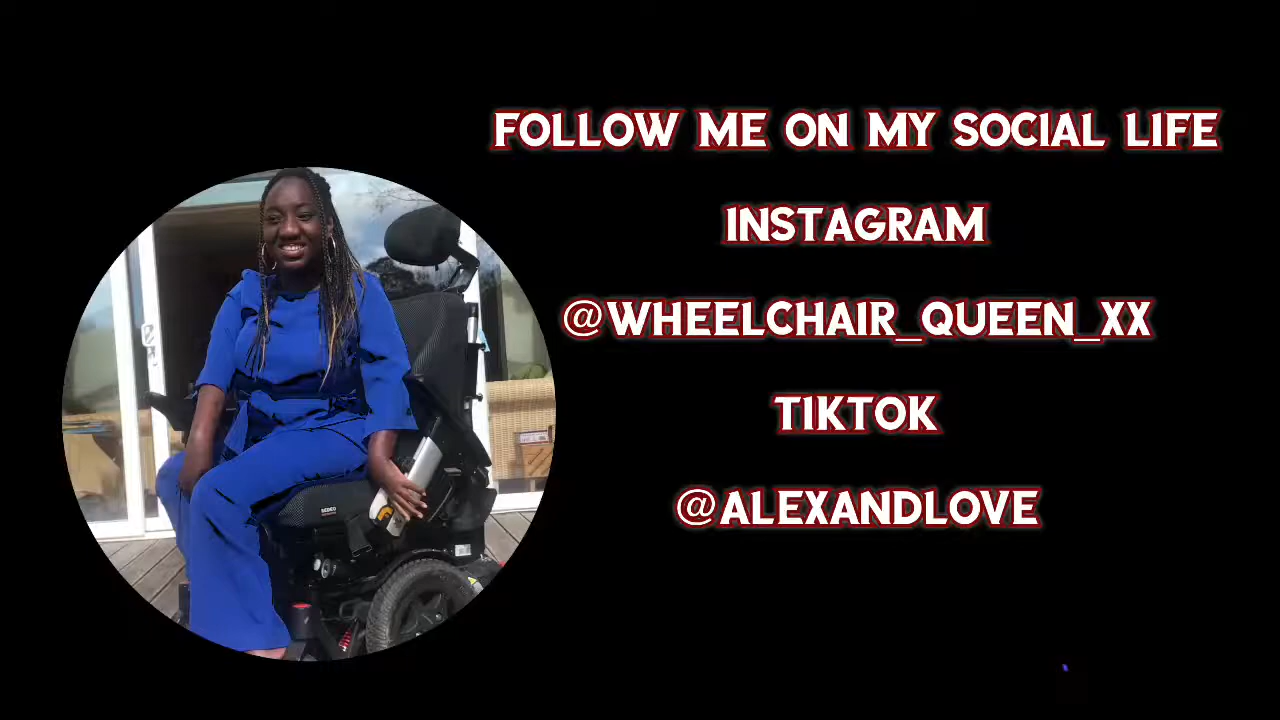 FOLLOW ME ON MY SOCIAL LIFE
INSTAGRAM
@WHEELCHAIR_QUEEN_XX
TIKTOK
@ALEXANDLOVE